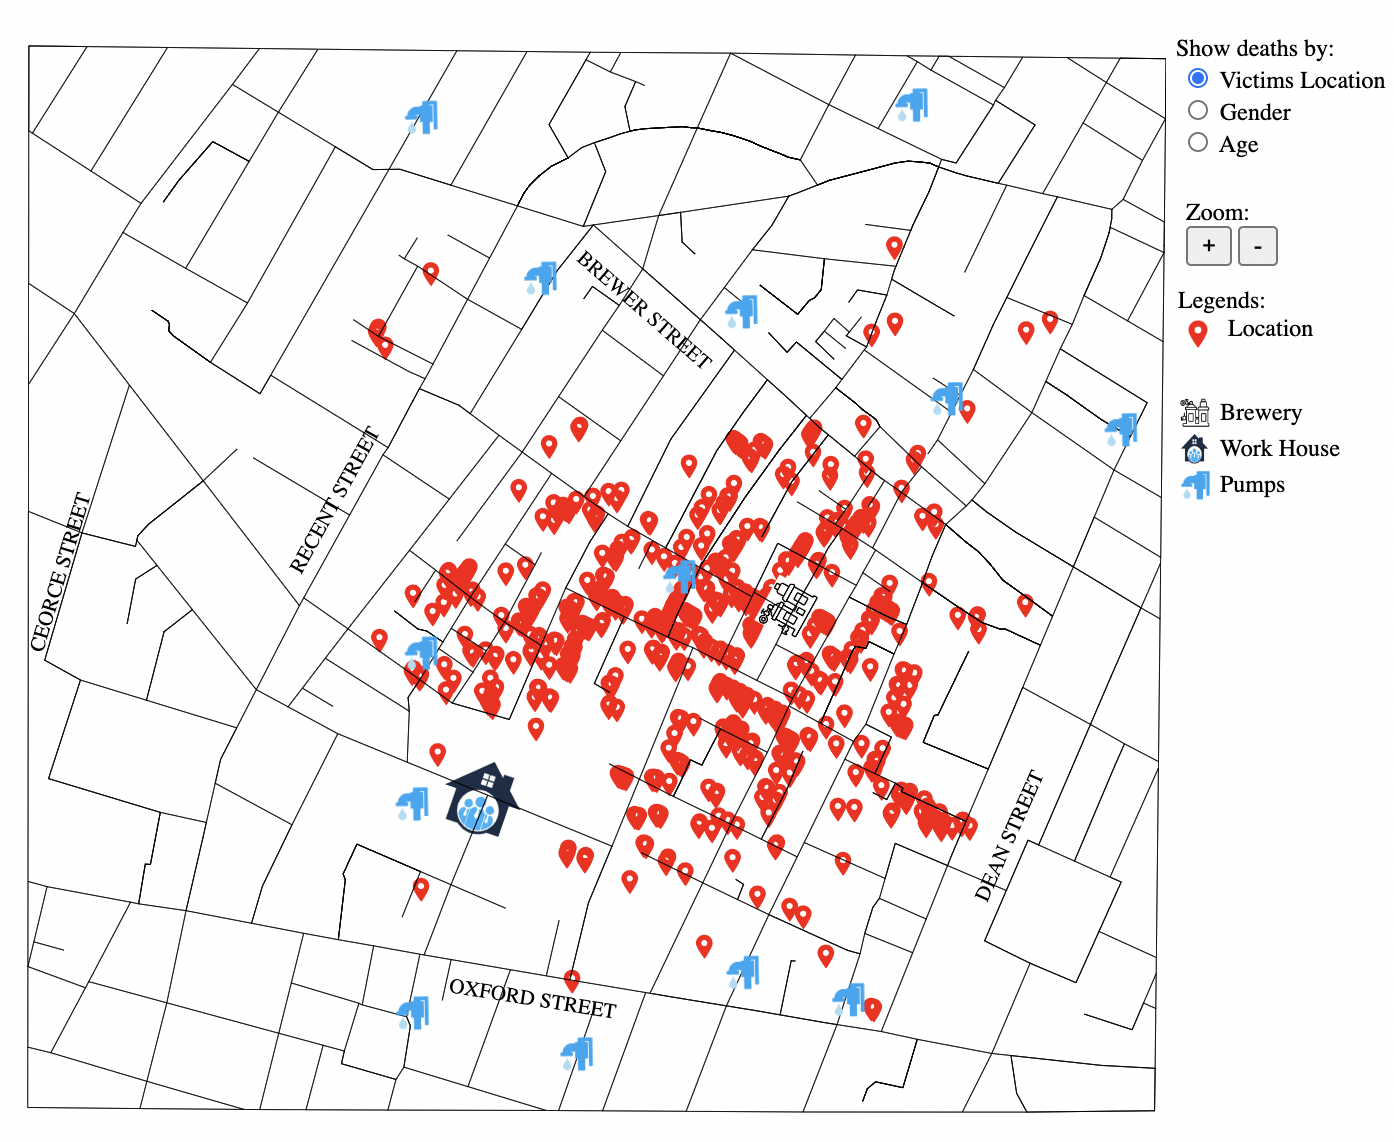 Show deaths by:
Victims Location
Gender
Age
Zoom:
+
-
Legends:
Location
Brewery
Work House
Pumps
BREWER STREET
RECENT STREET
CEORCE STREET
DEAN STREET
OXFORD STREET